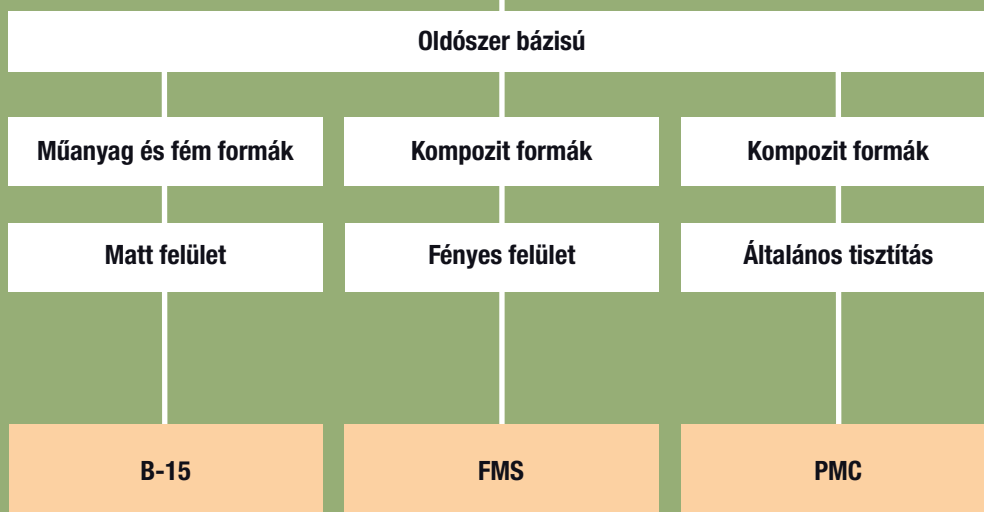 Oldószer bázisú
Műanyag és fém formák
Kompozit formák
Kompozit formák
Matt felület
Fényes felület
Általános tisztítás
B-15
FMS
PMC